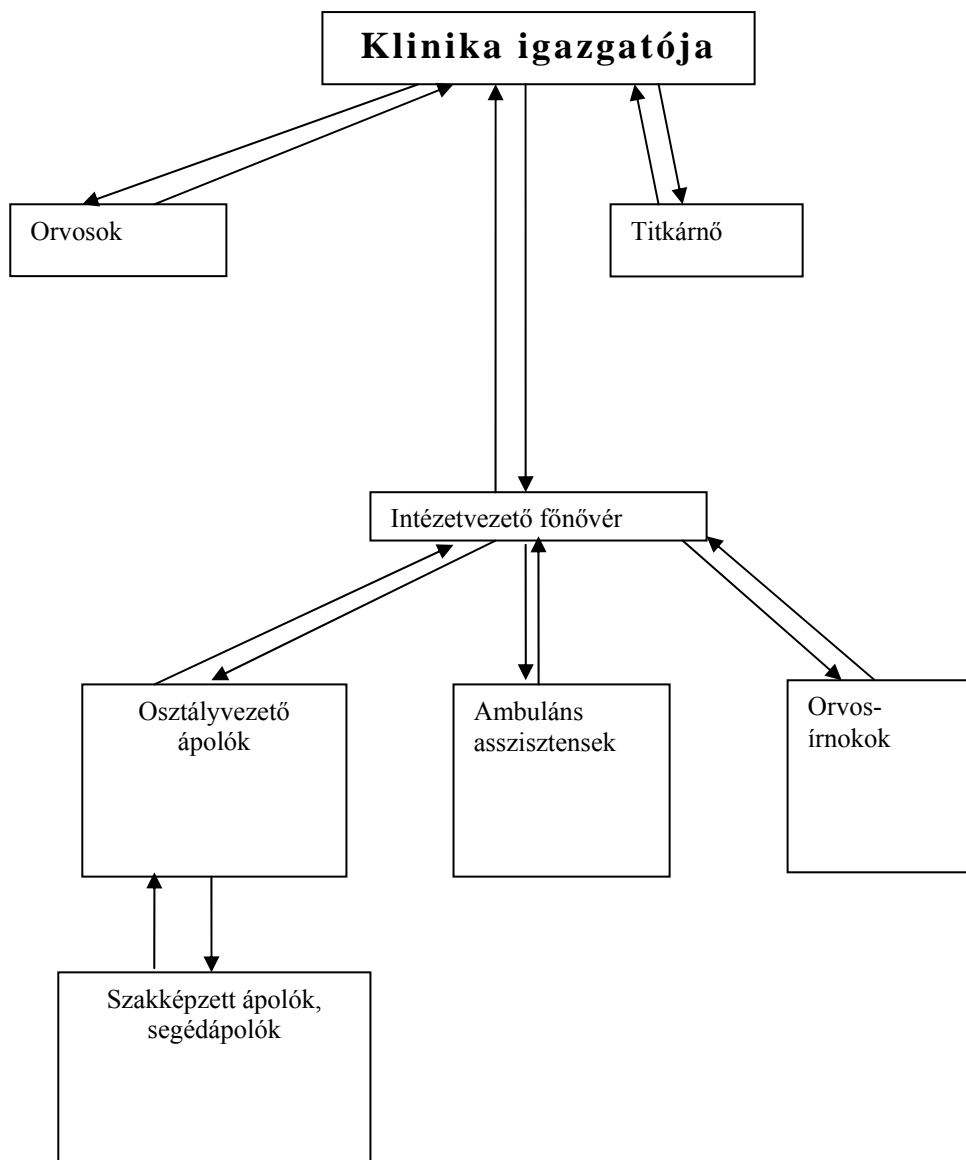 Klinika igazgatója
Orvosok
Titkárnő
Intézetvezető főnővér
Osztályvezető
ápolók
Ambuláns
asszisztensek
Orvos-
írnokok
Szakképzett ápolók,
segédápolók